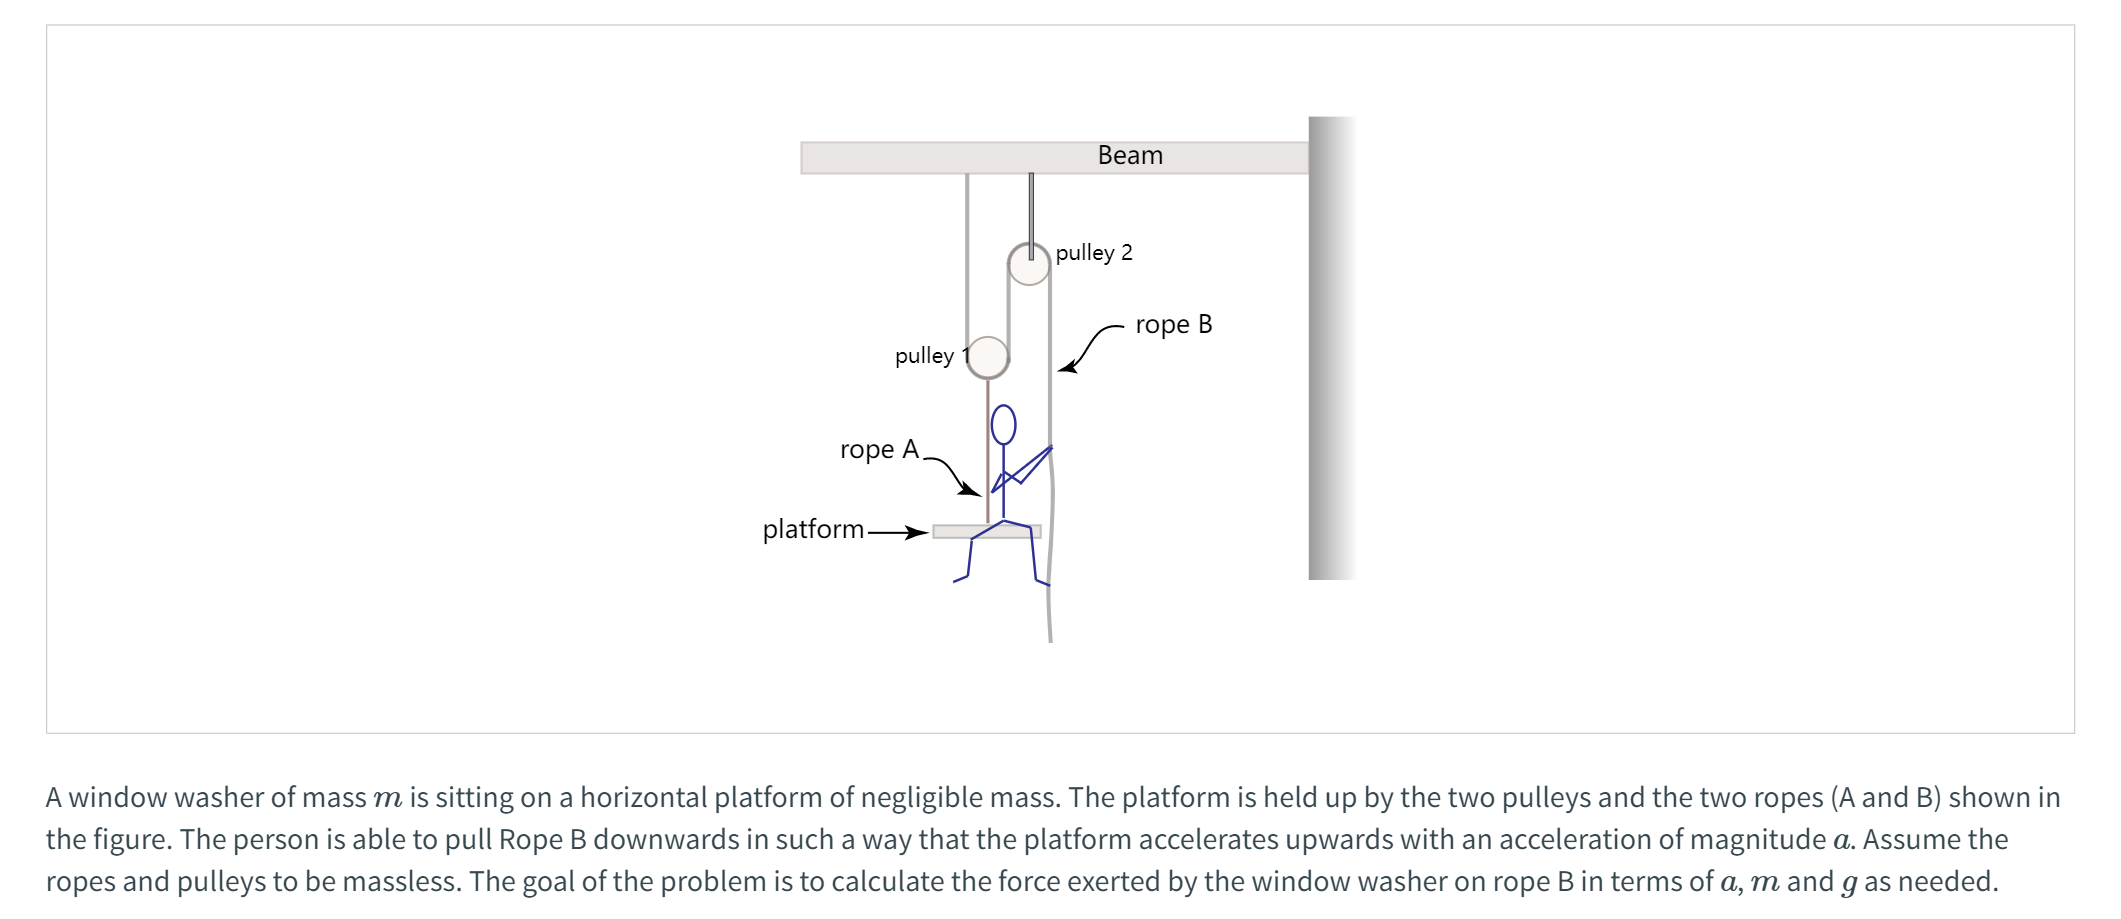 Beam
pulley 2
rope B
pulley 1
rope A
platform
A window washer of mass m is sitting on a horizontal platform of negligible mass. The platform is held up by the two pulleys and the two ropes (A and B) shown in
the figure. The person is able to pull Rope B downwards in such a way that the platform accelerates upwards with an acceleration of magnitude a. Assume the
ropes and pulleys to be massless. The goal of the problem is to calculate the force exerted by the window washer on rope B in terms of a, m and g as needed.